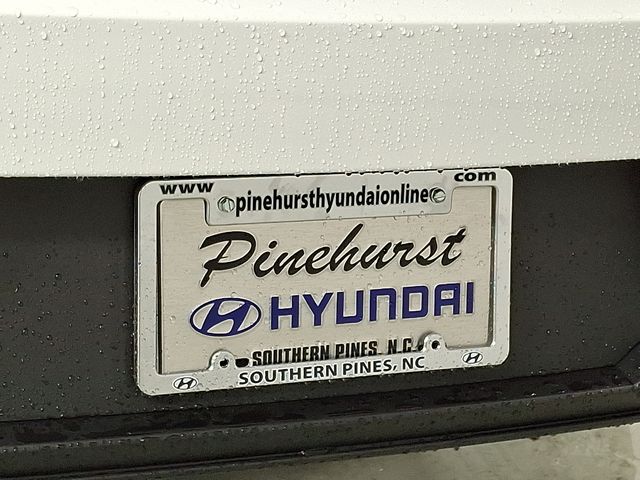 www com
pinehursthyundaionline
Pinehurst
HYUNDAI
SOUTHERN PINES, N.C.
SOUTHERN PINES, NC